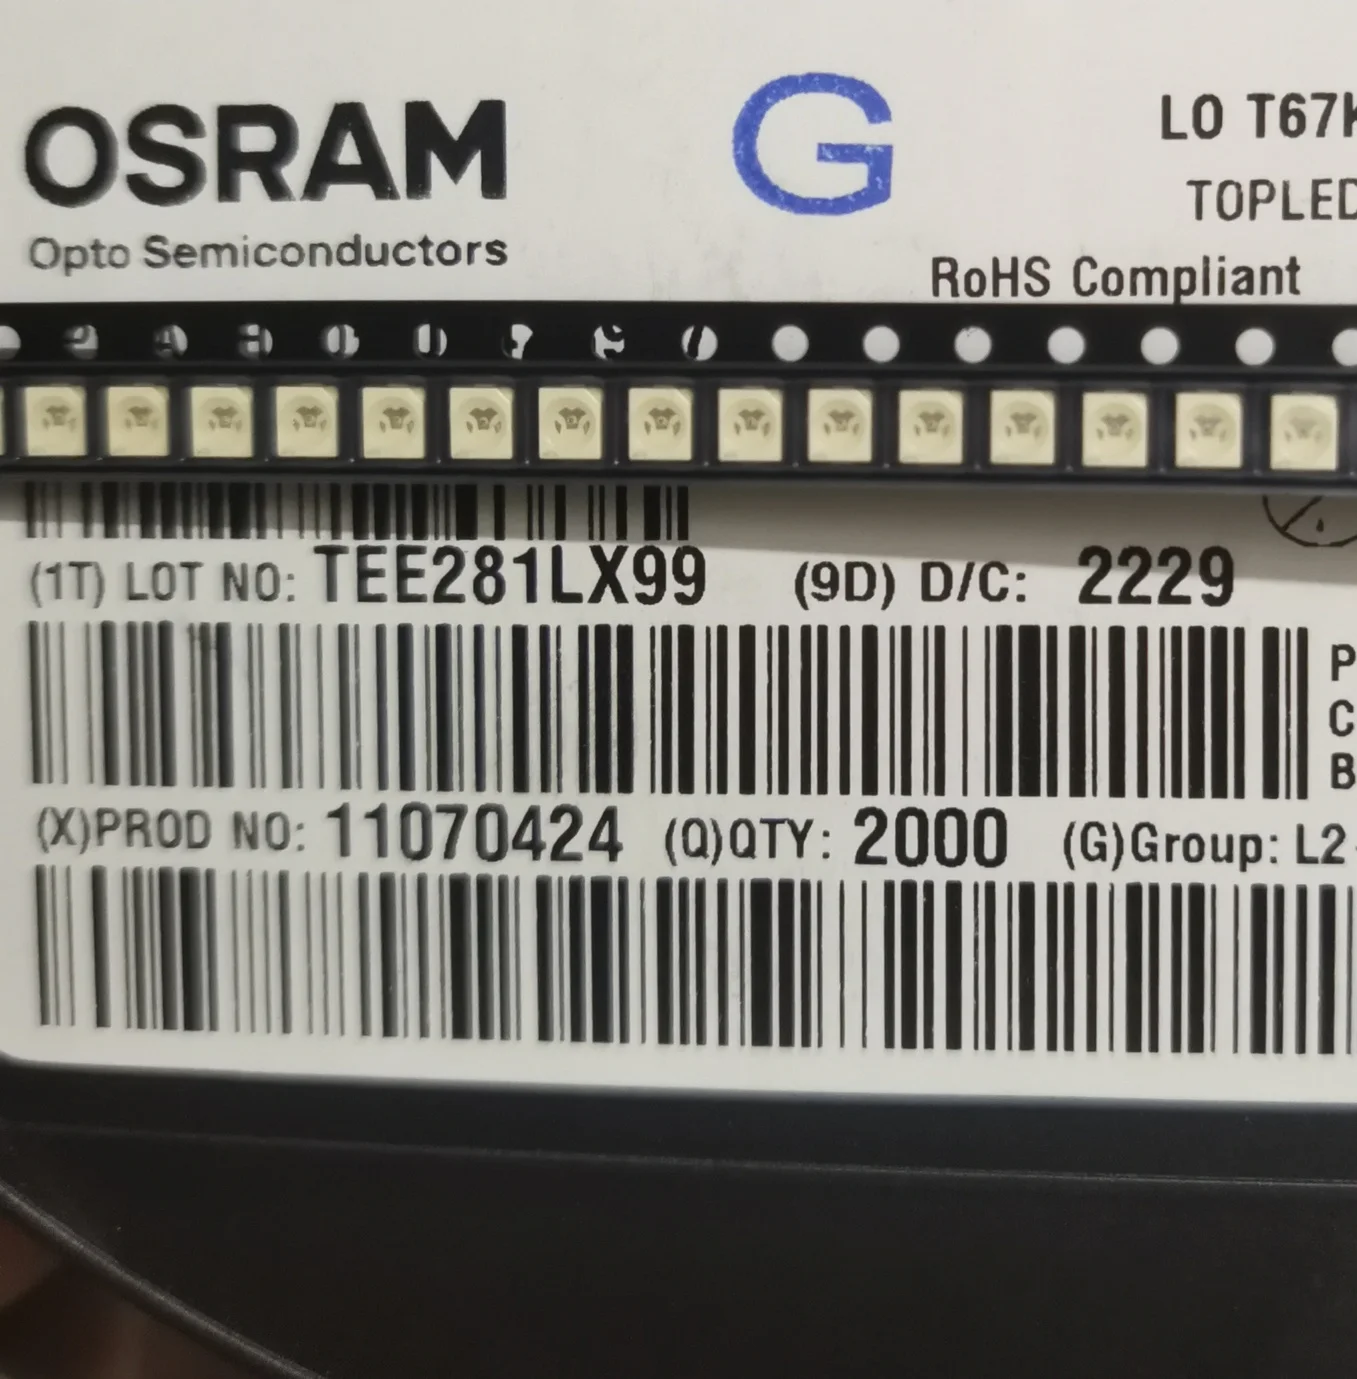 OSRAM
Opto Semiconductors
G
LO T67K
TOPLED
RoHS Compliant
(1T) LOT NO: TEE281LX99 (9D) D/C: 2229
P
C
B
(X)PROD NO: 11070424 (Q)QTY: 2000 (G)Group: L2